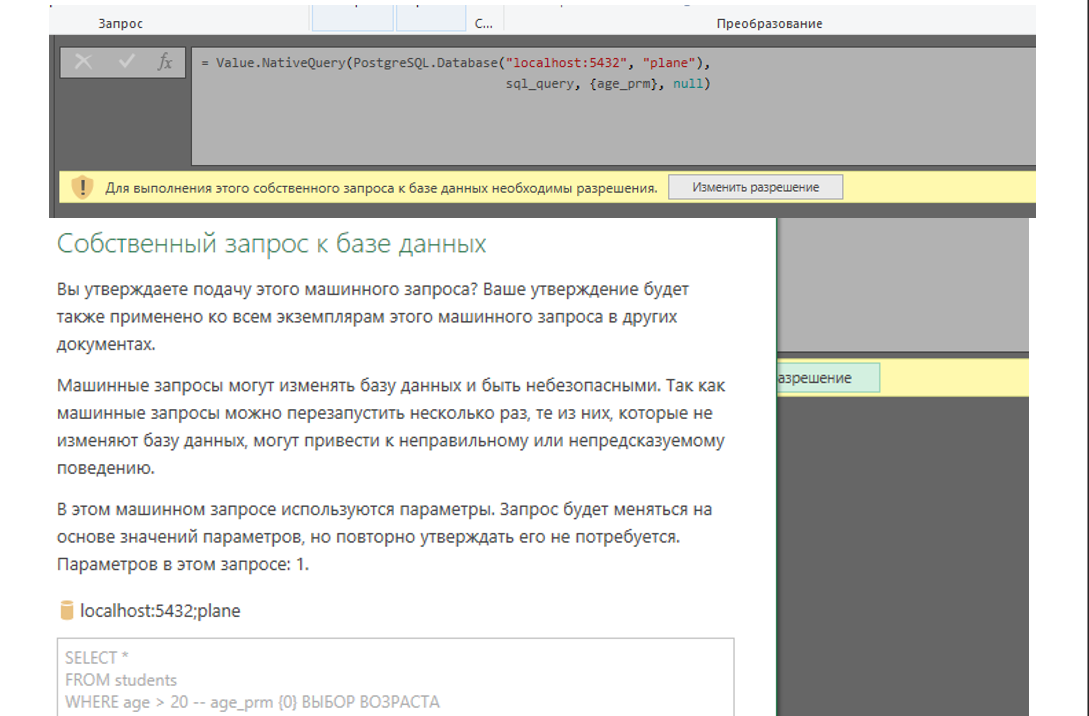 Запрос
С...
Преобразование
fx
= Value.NativeQuery(PostgreSQL.Database("localhost:5432", "plane"),
sql_query, {age_prm}, null)
Для выполнения этого собственного запроса к базе данных необходимы разрешения.
Изменить разрешение
Собственный запрос к базе данных
Вы утверждаете подачу этого машинного запроса? Ваше утверждение будет
также применено ко всем экземплярам этого машинного запроса в других
документах.
азрешение
Машинные запросы могут изменять базу данных и быть небезопасными. Так как
машинные запросы можно перезапустить несколько раз, те из них, которые не
изменяют базу данных, могут привести к неправильному или непредсказуемому
поведению.
В этом машинном запросе используются параметры. Запрос будет меняться на
основе значений параметров, но повторно утверждать его не потребуется.
Параметров в этом запросе: 1.
localhost:5432;plane
SELECT *
FROM students
WHERE age > 20 -- age_prm {0} ВЫБОР ВОЗРАСТА